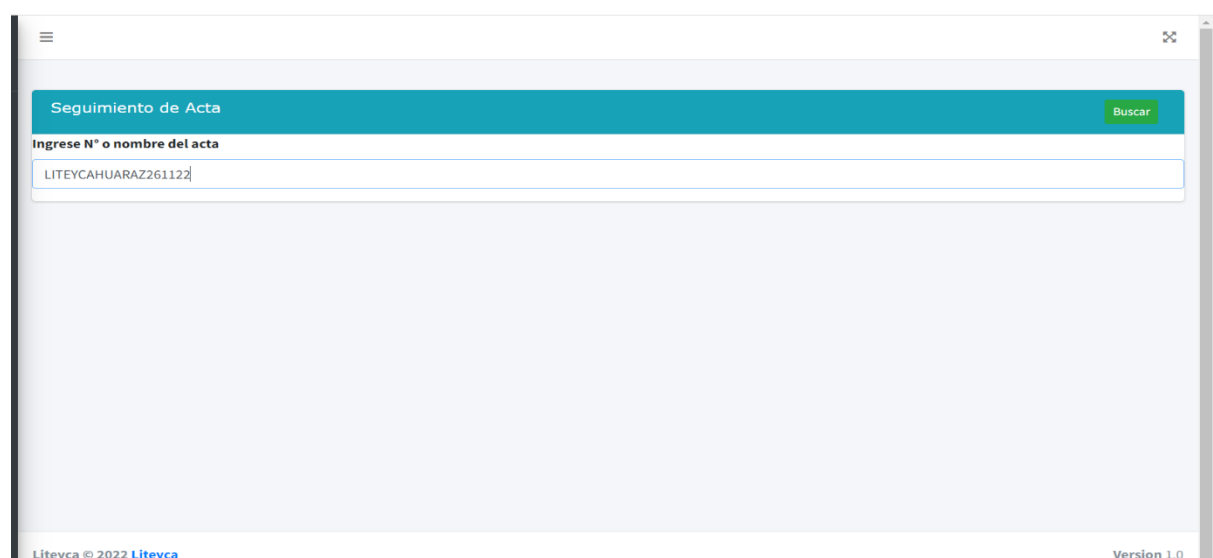 Seguimiento de Acta
Buscar
Ingrese N° o nombre del acta
LITEYCAHUARAZ261122
Liteyca © 2022 Liteyca
Version 1.0